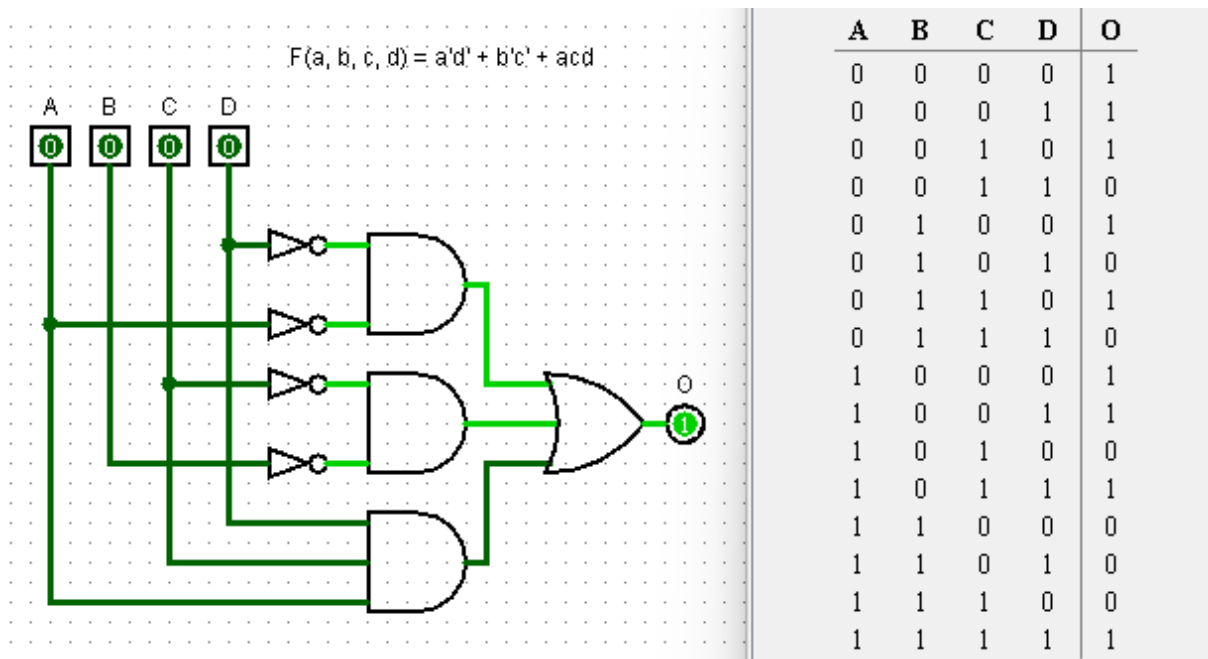 F(a, b, c, d) = a'd' + b'c' + acd
A B C D
0 0 0 0
O
1
A B C D O
0 0 0 0 1
0 0 0 1 1
0 0 1 0 1
0 0 1 1 0
0 1 0 0 1
0 1 0 1 0
0 1 1 0 1
0 1 1 1 0
1 0 0 0 1
1 0 0 1 1
1 0 1 0 0
1 0 1 1 1
1 1 0 0 0
1 1 0 1 0
1 1 1 0 0
1 1 1 1 1